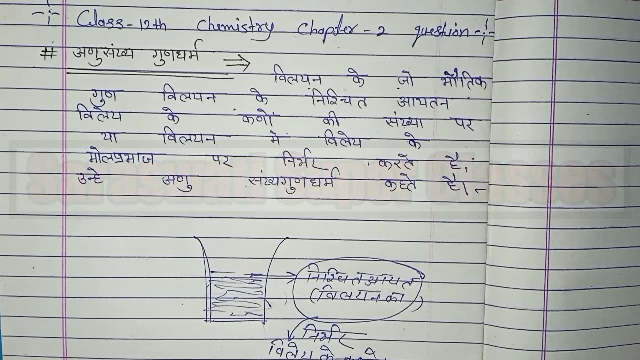 -:- Class-12th Chemistry Chapter-2 question -:-
# अणुसंख्य गुणधर्म ⇒
विलयन के जो भौतिक
गुण विलयन के निश्चित आयतन
विलेय के कणों की संख्या पर
या विलयन में विलेय के
मोलप्रभाज पर निर्भर करते है;
उन्हे अणु संख्यगुणधर्म कहते है।-
निश्चित आयत
(विलयन का)
निर्भर
विलेय के